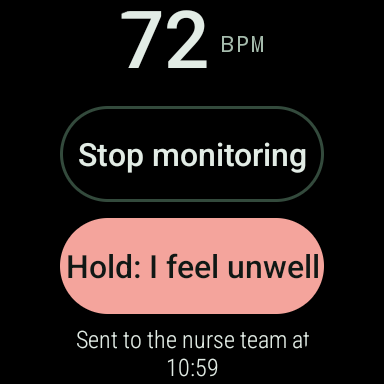 72 BPM
Stop monitoring
Hold: I feel unwell
Sent to the nurse team at
10:59